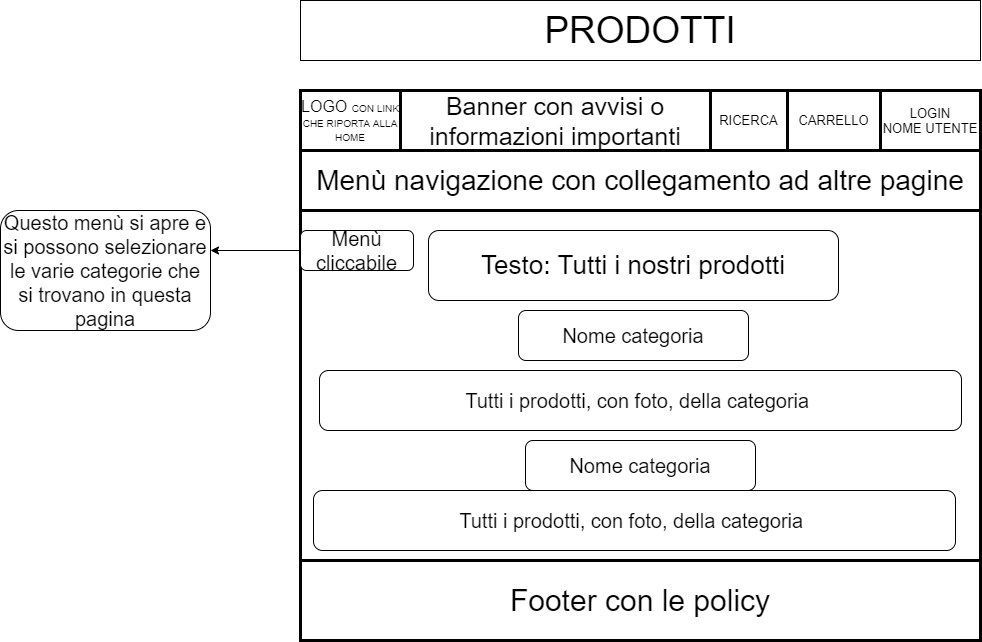 PRODOTTI
LOGO CON LINK
CHE RIPORTA ALLA
HOME
Banner con avvisi o
informazioni importanti
RICERCA
CARRELLO
LOGIN
NOME UTENTE
Menù navigazione con collegamento ad altre pagine
Questo menù si apre e
si possono selezionare
le varie categorie che
si trovano in questa
pagina
Menù
cliccabile
Testo: Tutti i nostri prodotti
Nome categoria
Tutti i prodotti, con foto, della categoria
Nome categoria
Tutti i prodotti, con foto, della categoria
Footer con le policy